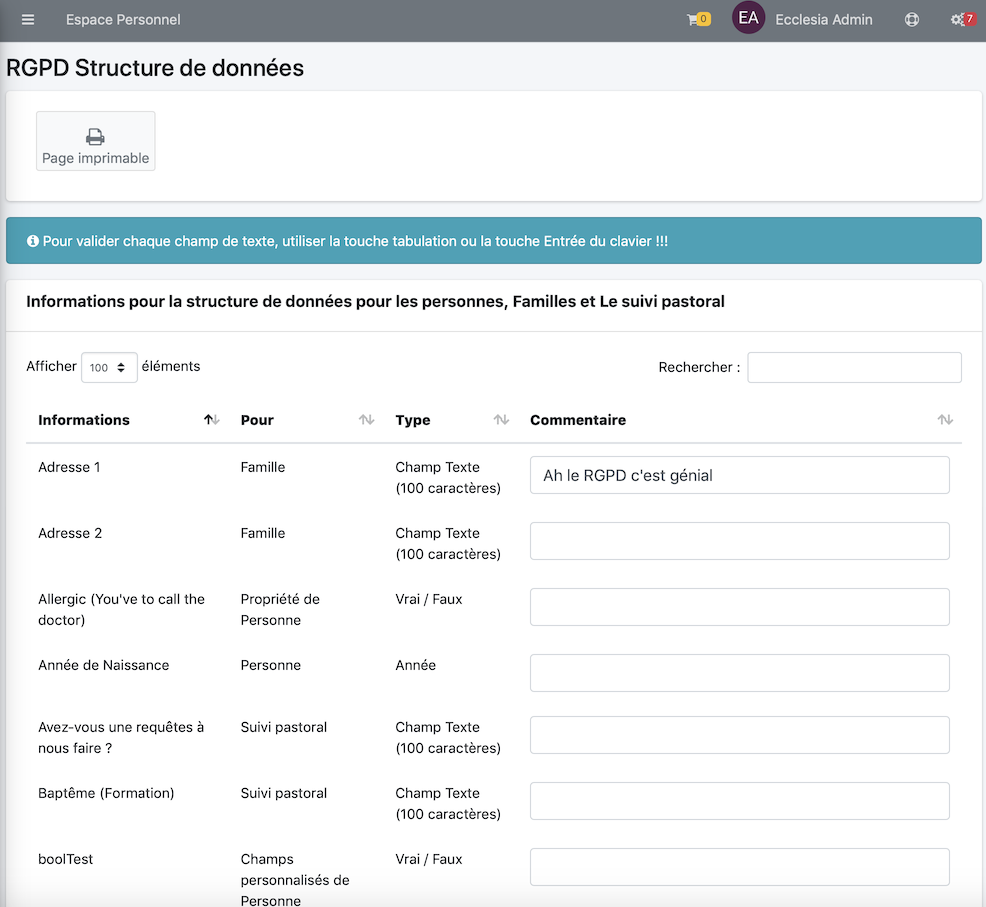 Espace Personnel
0
EA
Ecclesia Admin
7
RGPD Structure de données
Page imprimable
Pour valider chaque champ de texte, utiliser la touche tabulation ou la touche Entrée du clavier !!!
Informations pour la structure de données pour les personnes, Familles et Le suivi pastoral
Afficher 100 éléments
Rechercher :
Informations Pour Type Commentaire
Adresse 1 Famille Champ Texte
(100 caractères)
Ah le RGPD c'est génial
Adresse 2 Famille Champ Texte
(100 caractères)
Allergic (You've to call the Propriété de Vrai / Faux
doctor) Personne
Année de Naissance Personne Année
Avez-vous une requêtes à Suivi pastoral Champ Texte
nous faire ? (100 caractères)
Baptême (Formation) Suivi pastoral Champ Texte
(100 caractères)
boolTest Champs Vrai / Faux
personnalisés de
Personne